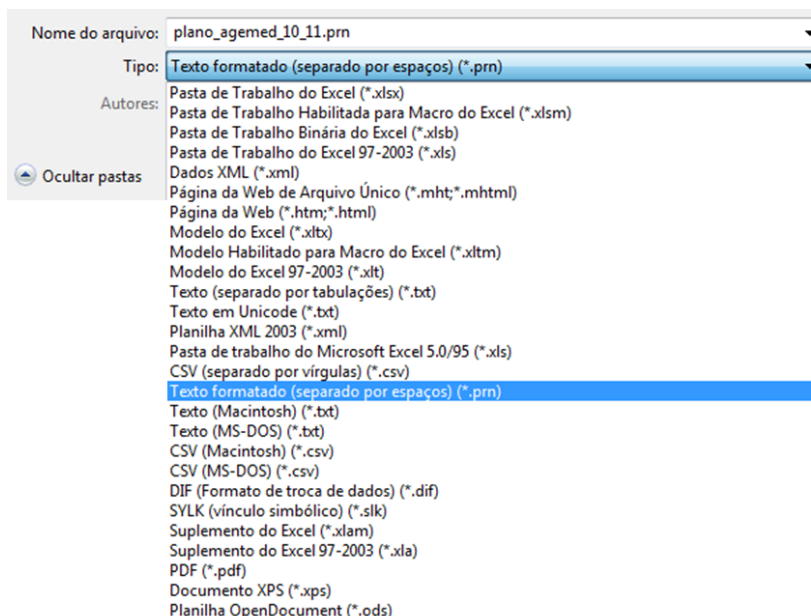 Nome do arquivo: plano_agemed_10_11.prn
Tipo: Texto formatado (separado por espaços) (*.prn)
Autores:
Ocultar pastas
Pasta de Trabalho do Excel (*.xlsx)
Pasta de Trabalho Habilitada para Macro do Excel (*.xlsm)
Pasta de Trabalho Binária do Excel (*.xlsb)
Pasta de Trabalho do Excel 97-2003 (*.xls)
Dados XML (*.xml)
Página da Web de Arquivo Único (*.mht;*.mhtml)
Página da Web (*.htm;*.html)
Modelo do Excel (*.xltx)
Modelo Habilitado para Macro do Excel (*.xltm)
Modelo do Excel 97-2003 (*.xlt)
Texto (separado por tabulações) (*.txt)
Texto em Unicode (*.txt)
Planilha XML 2003 (*.xml)
Pasta de trabalho do Microsoft Excel 5.0/95 (*.xls)
CSV (separado por vírgulas) (*.csv)
Texto formatado (separado por espaços) (*.prn)
Texto (Macintosh) (*.txt)
Texto (MS-DOS) (*.txt)
CSV (Macintosh) (*.csv)
CSV (MS-DOS) (*.csv)
DIF (Formato de troca de dados) (*.dif)
SYLK (vínculo simbólico) (*.slk)
Suplemento do Excel (*.xlam)
Suplemento do Excel 97-2003 (*.xla)
PDF (*.pdf)
Documento XPS (*.xps)
Planilha OpenDocument (*.ods)